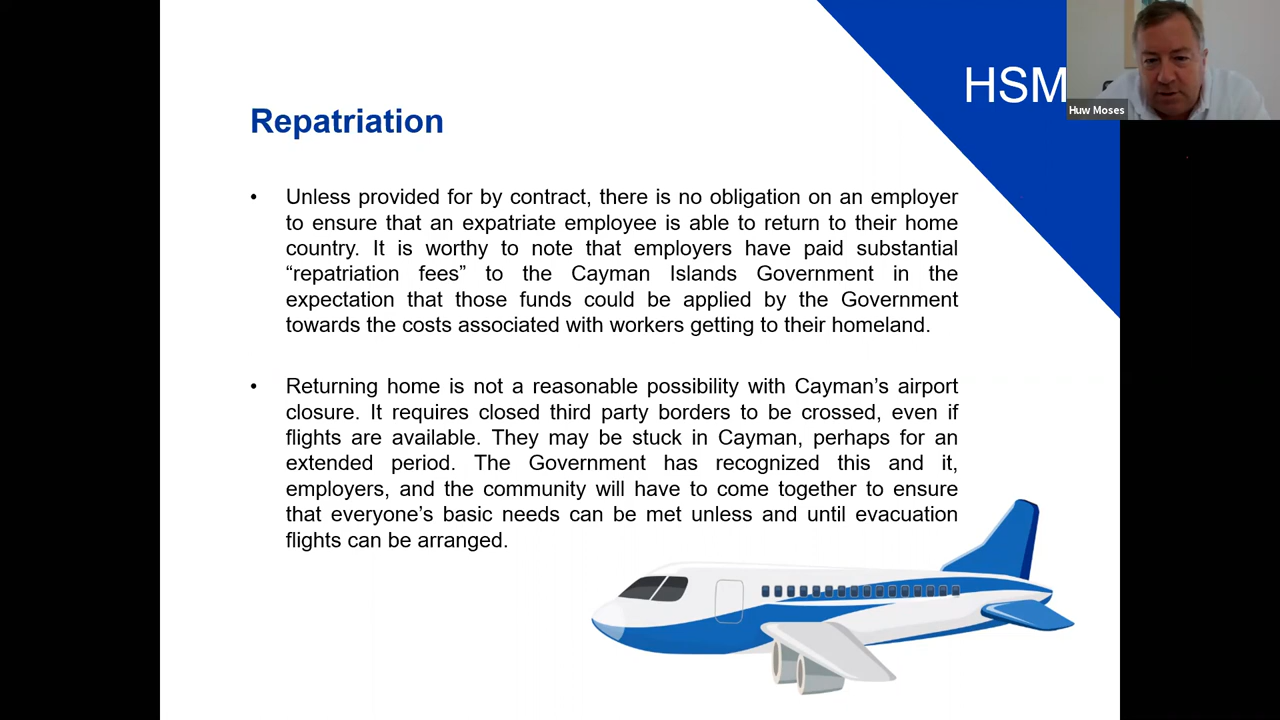 HSM
Huw Moses
Repatriation
• Unless provided for by contract, there is no obligation on an employer
to ensure that an expatriate employee is able to return to their home
country. It is worthy to note that employers have paid substantial
“repatriation fees” to the Cayman Islands Government in the
expectation that those funds could be applied by the Government
towards the costs associated with workers getting to their homeland.
• Returning home is not a reasonable possibility with Cayman’s airport
closure. It requires closed third party borders to be crossed, even if
flights are available. They may be stuck in Cayman, perhaps for an
extended period. The Government has recognized this and it,
employers, and the community will have to come together to ensure
that everyone’s basic needs can be met unless and until evacuation
flights can be arranged.